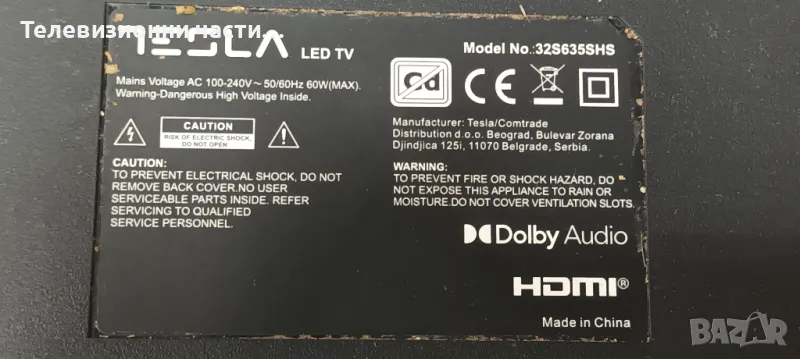 Телевизионни части...
TESLA LED TV
Model No.:32S635SHS
Mains Voltage AC 100-240V~ 50/60Hz 60W(MAX).
Warning-Dangerous High Voltage Inside.
Cd
CE
CAUTION
RISK OF ELECTRIC SHOCK,
DO NOT OPEN
Manufacturer: Tesla/Comtrade
Distribution d.o.o. Beograd, Bulevar Zorana
Djindjica 125i, 11070 Belgrade, Serbia.
CAUTION:
TO PREVENT ELECTRICAL SHOCK, DO NOT
REMOVE BACK COVER.NO USER
SERVICEABLE PARTS INSIDE. REFER
SERVICING TO QUALIFIED
SERVICE PERSONNEL.
WARNING:
TO PREVENT FIRE OR SHOCK HAZARD, DO
NOT EXPOSE THIS APPLIANCE TO RAIN OR
MOISTURE.DO NOT COVER VENTILATION SLOTS.
Dolby Audio
HDMI®
Made in China
BAZAR